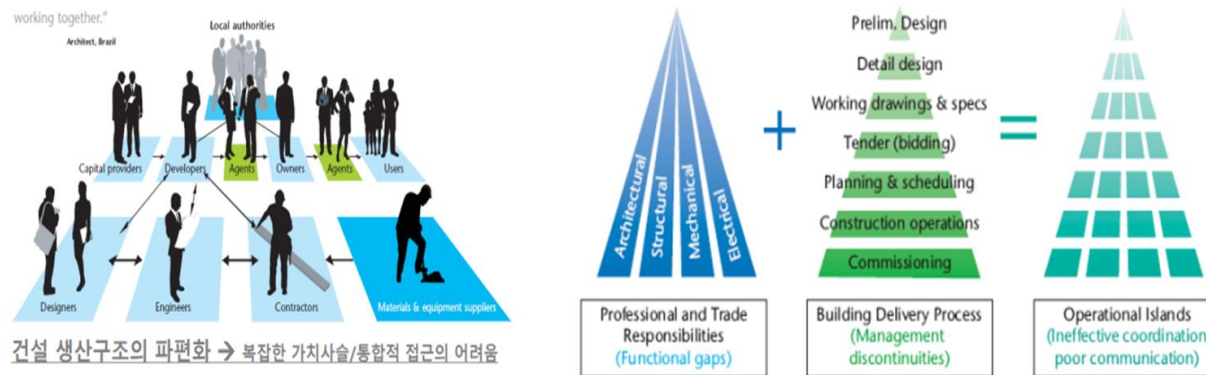 working together."
Architect, Brazil
Local authorities
Capital providers
Developers
Agents
Owners
Agents
Users
Designers
Engineers
Contractors
Materials & equipment suppliers
건설 생산구조의 파편화 → 복잡한 가치사슬/통합적 접근의 어려움
Architectural
Structural
Mechanical
Electrical
+
Prelim. Design
Detail design
Working drawings & specs
Tender (bidding)
Planning & scheduling
Construction operations
Commissioning
=
Professional and Trade
Responsibilities
(Functional gaps)
Building Delivery Process
(Management
discontinuities)
Operational Islands
(Ineffective coordination
poor communication)